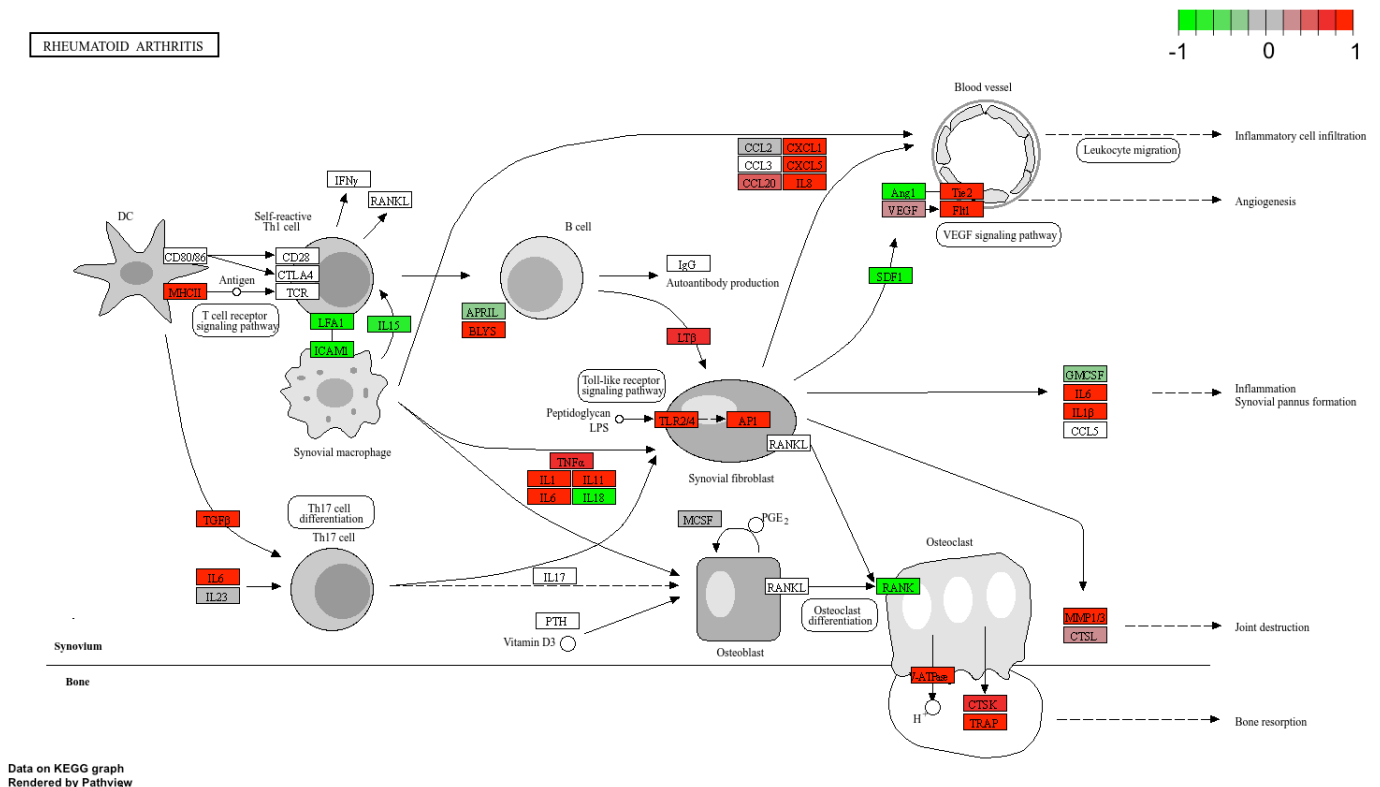 RHEUMATOID ARTHRITIS
-1 0 1
Blood vessel
Inflammatory cell infiltration
Leukocyte migration
CCL2 CXCL1
CCL3 CXCL5
CCL20 IL8
Ang1 Tie2
VEGF Flt1
Angiogenesis
VEGF signaling pathway
SDF1
IFNγ
RANKL
DC
Self-reactive
Th1 cell
CD80/86
CD28
CTLA4
Antigen
MHCII
TCR
T cell receptor
signaling pathway
LFA1
IL15
ICAM1
Synovial macrophage
B cell
IgG
Autoantibody production
APRIL
BLYS
LTβ
Toll-like receptor
signaling pathway
Peptidoglycan
LPS
TLR2/4
AP1
RANKL
Synovial fibroblast
GMCSF
IL6
IL1β
CCL5
Inflammation
Synovial pannus formation
TNFα
IL1 IL11
IL6 IL18
TGFβ
Th17 cell
differentiation
Th17 cell
IL6
IL23
IL17
PTH
Vitamin D3
MCSF
PGE2
RANKL
Osteoblast
RANK
Osteoclast
differentiation
Osteoclast
MMP1/3
CTSL
Joint destruction
Synovium
Bone
V-ATPase
H+
CTSK
TRAP
Bone resorption
Data on KEGG graph
Rendered by Pathview